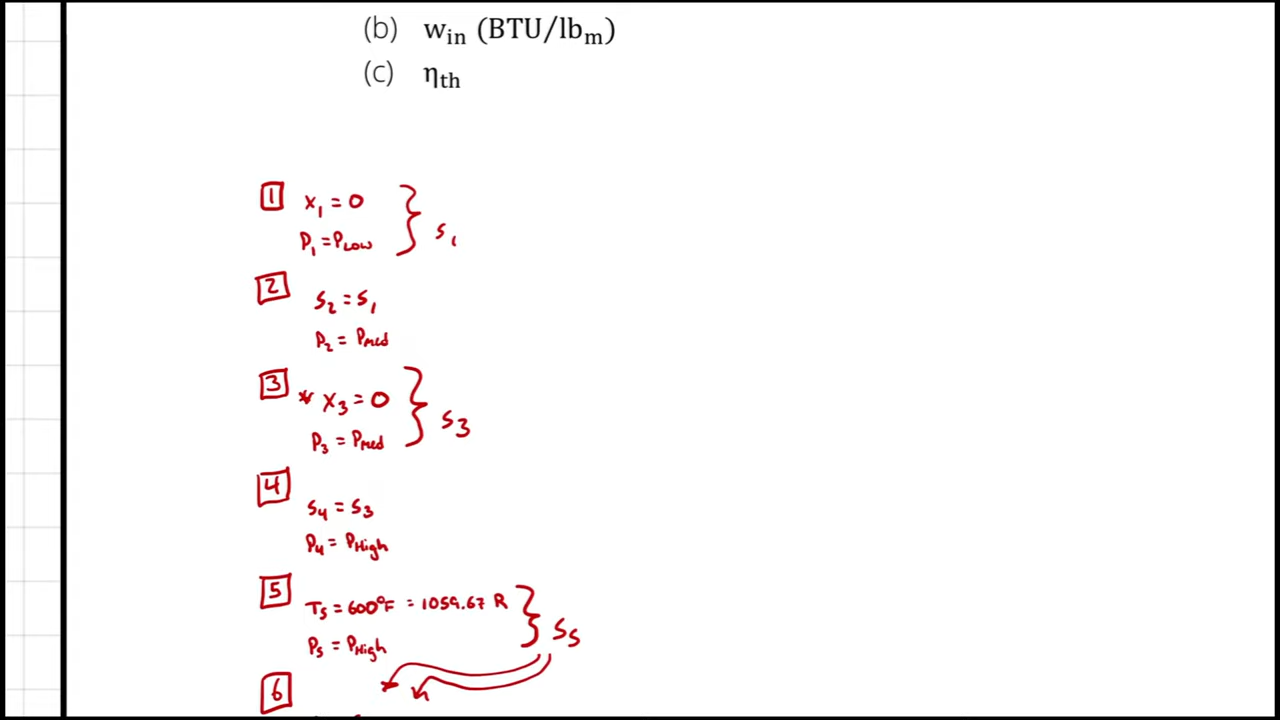 (b) w_in (BTU/lb_m)
(c) η_th
1 x_1 = 0
P_1 = P_Low
s_1
2
s_2 = s_1
P_2 = P_Med
3 * x_3 = 0
P_3 = P_Med
s_3
4
s_4 = s_3
P_4 = P_High
5 T_5 = 600°F = 1059.67 R
P_5 = P_High
s_5
6